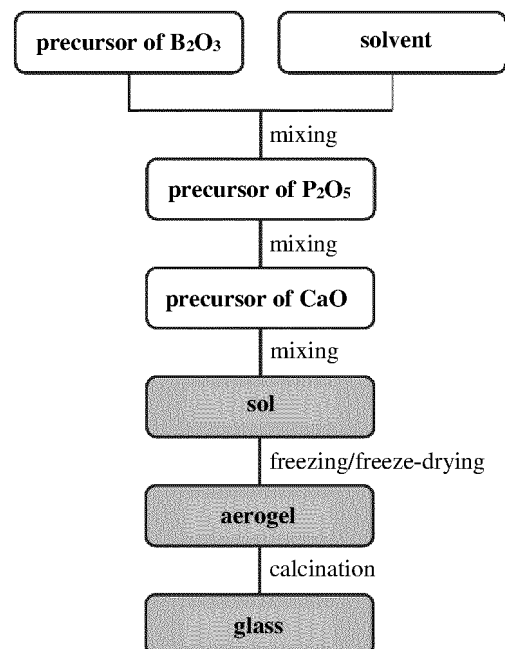 precursor of B₂O₃
solvent
mixing
precursor of P₂O₅
mixing
precursor of CaO
mixing
sol
freezing/freeze-drying
aerogel
calcination
glass